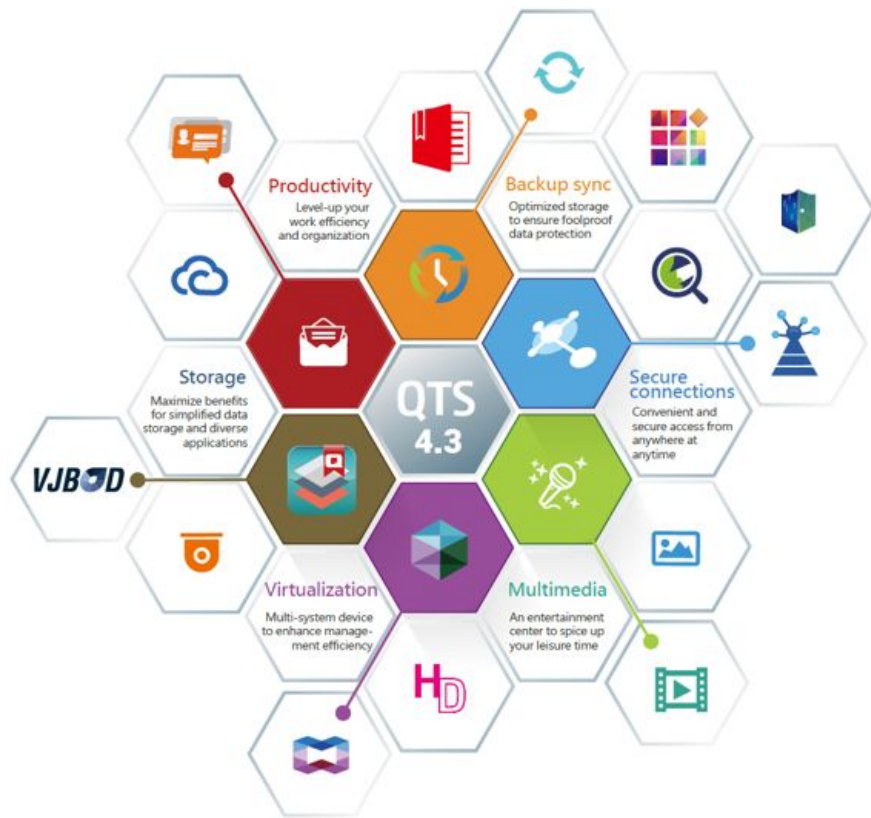 Productivity
Level-up your
work efficiency
and organization
Backup sync
Optimized storage
to ensure foolproof
data protection
QTS
4.3
Storage
Maximize benefits
for simplified data
storage and diverse
applications
Secure
connections
Convenient and
secure access from
anywhere at
anytime
VJBOD
Virtualization
Multi-system device
to enhance manage-
ment efficiency
Multimedia
An entertainment
center to spice up
your leisure time
HD